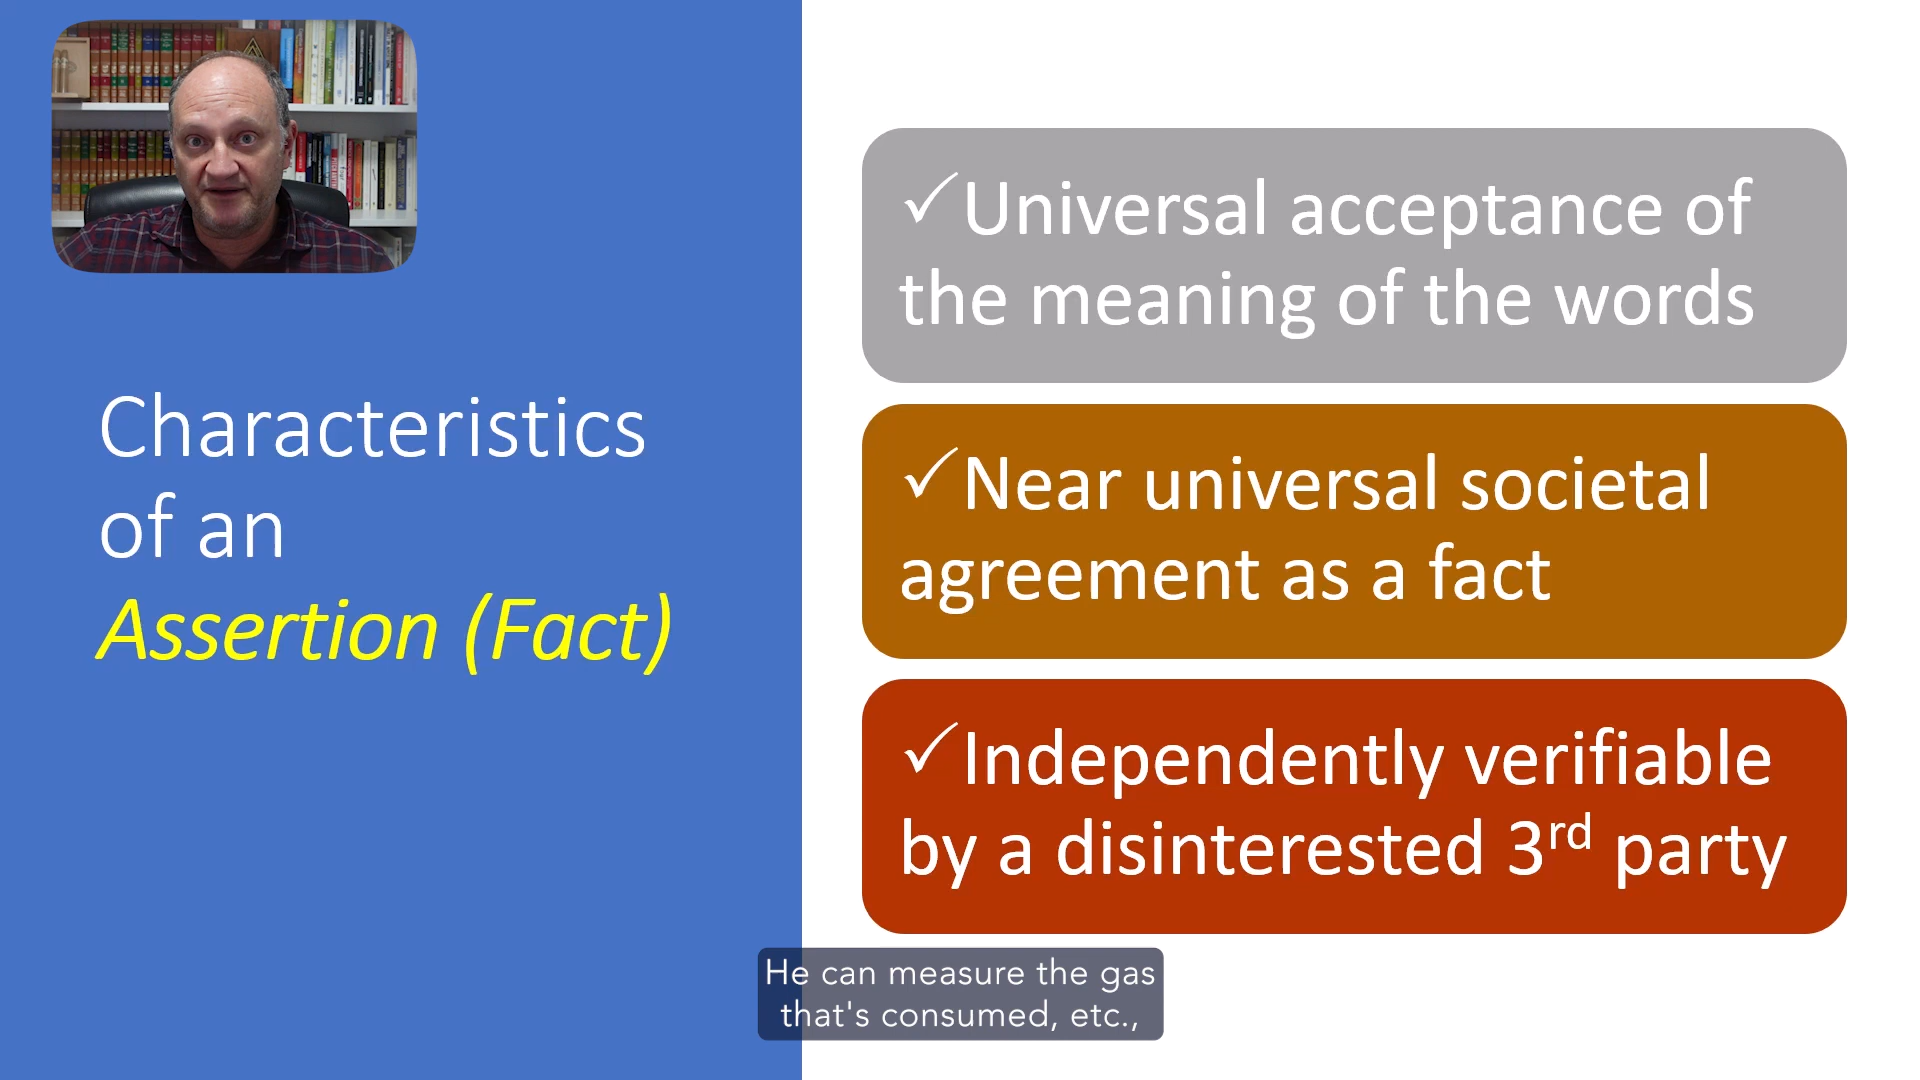 Characteristics
of an
Assertion (Fact)
✓Universal acceptance of
the meaning of the words
✓Near universal societal
agreement as a fact
✓Independently verifiable
by a disinterested 3rd party
He can measure the gas
that's consumed, etc.,